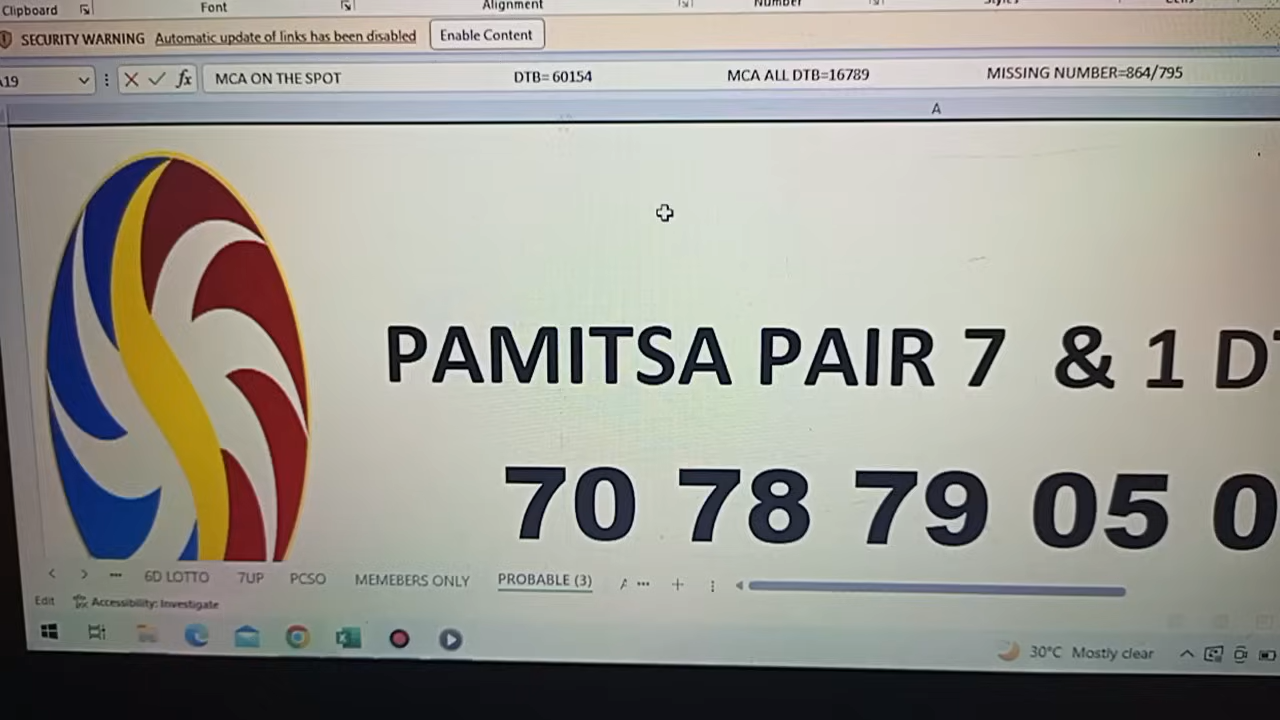 Clipboard Font Alignment Number
SECURITY WARNING Automatic update of links has been disabled Enable Content
A19 fx MCA ON THE SPOT DTB= 60154 MCA ALL DTB=16789 MISSING NUMBER=864/795
A
PAMITSA PAIR 7 & 1 D
70 78 79 05 0
6D LOTTO 7UP PCSO MEMEBERS ONLY PROBABLE (3)
Edit Accessibility: Investigate
30°C Mostly clear